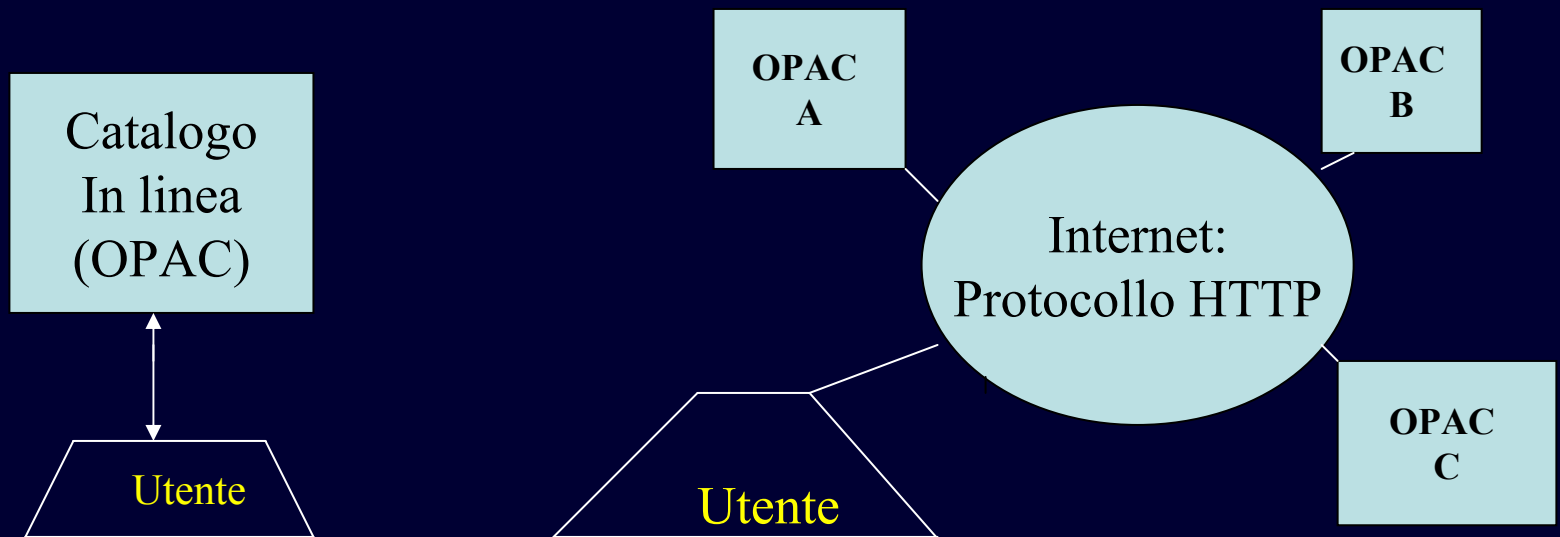 Catalogo
In linea
(OPAC)
Utente
OPAC
A
OPAC
B
Internet:
Protocollo HTTP
OPAC
C
Utente